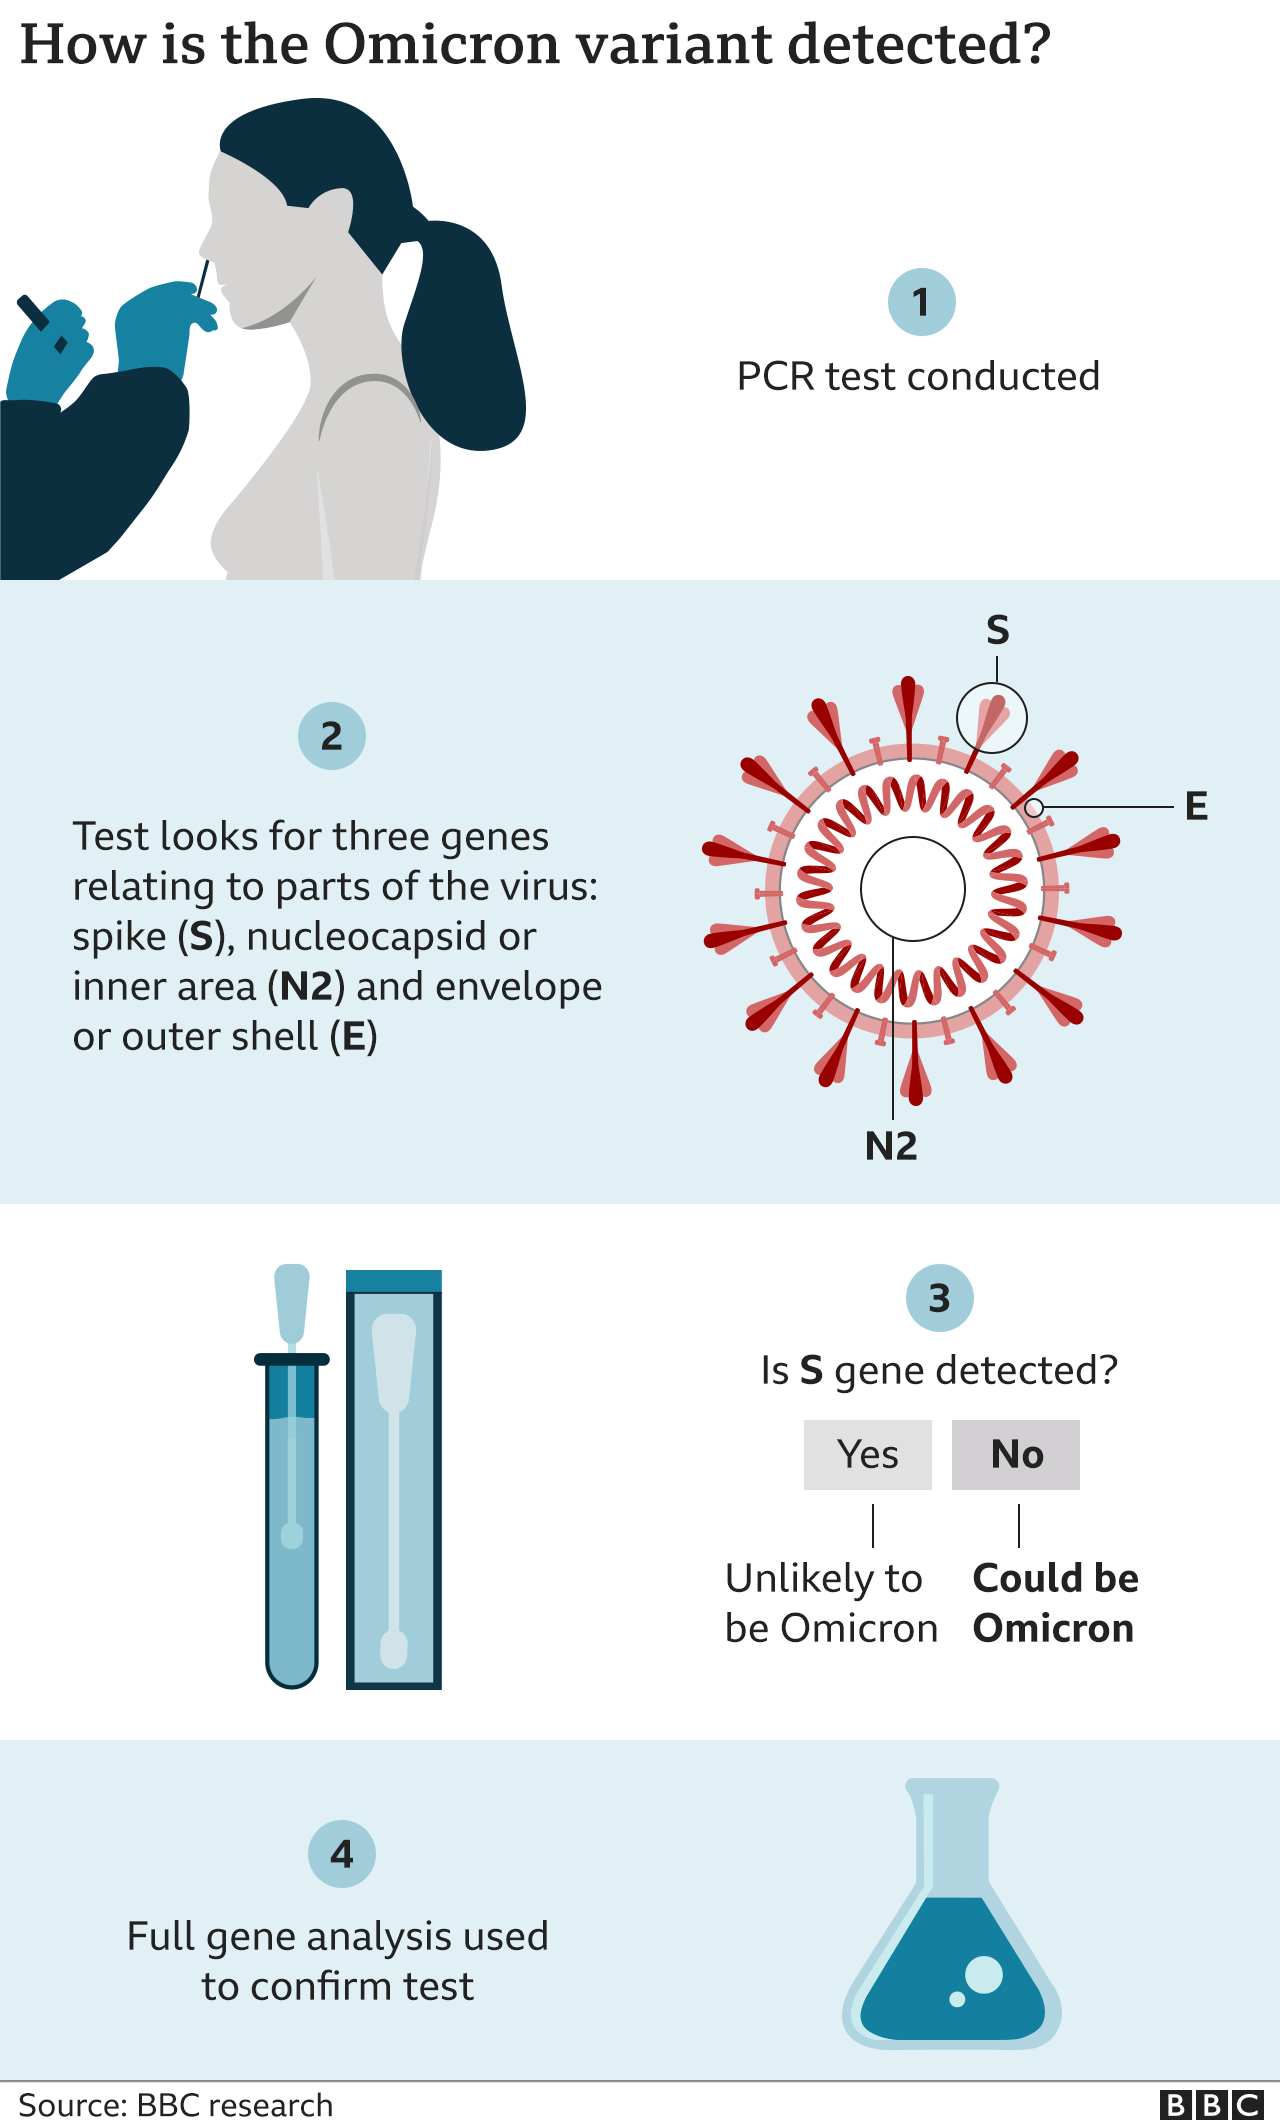 How is the Omicron variant detected?
1
PCR test conducted
2
Test looks for three genes
relating to parts of the virus:
spike (S), nucleocapsid or
inner area (N2) and envelope
or outer shell (E)
S
E
N2
3
Is S gene detected?
Yes
No
Unlikely to
be Omicron
Could be
Omicron
4
Full gene analysis used
to confirm test
Source: BBC research
BBC